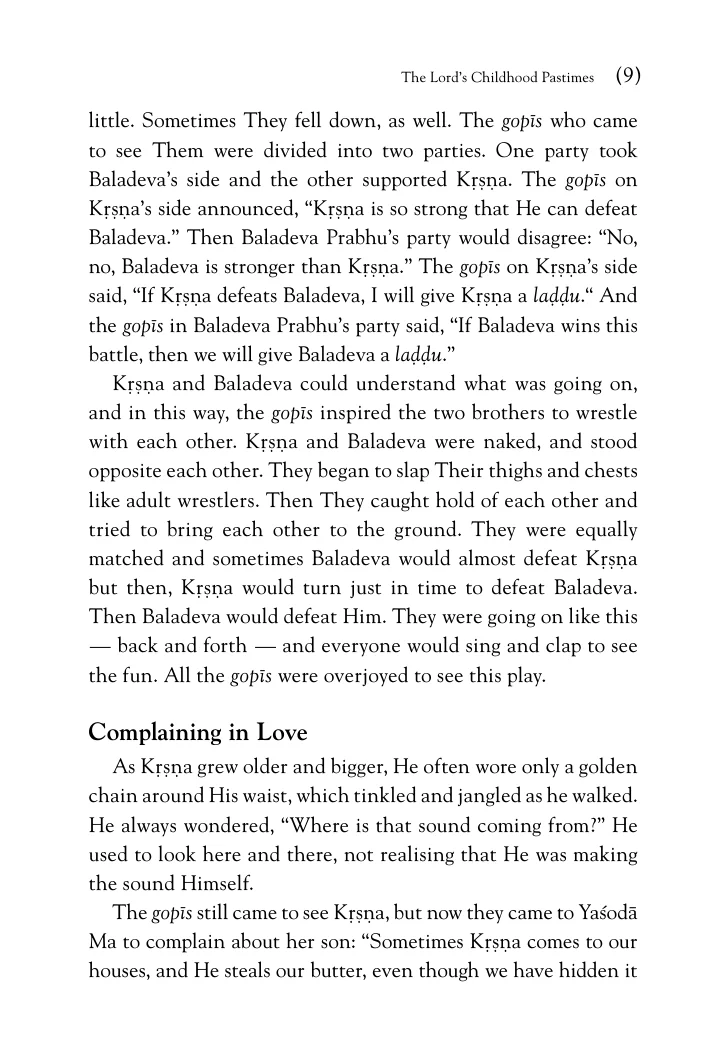 The Lord's Childhood Pastimes (9)
little. Sometimes They fell down, as well. The gopīs who came
to see Them were divided into two parties. One party took
Baladeva’s side and the other supported Kṛṣṇa. The gopīs on
Kṛṣṇa’s side announced, “Kṛṣṇa is so strong that He can defeat
Baladeva.” Then Baladeva Prabhu’s party would disagree: “No,
no, Baladeva is stronger than Kṛṣṇa.” The gopīs on Kṛṣṇa’s side
said, “If Kṛṣṇa defeats Baladeva, I will give Kṛṣṇa a laḍḍu.“ And
the gopīs in Baladeva Prabhu’s party said, “If Baladeva wins this
battle, then we will give Baladeva a laḍḍu.”
Kṛṣṇa and Baladeva could understand what was going on,
and in this way, the gopīs inspired the two brothers to wrestle
with each other. Kṛṣṇa and Baladeva were naked, and stood
opposite each other. They began to slap Their thighs and chests
like adult wrestlers. Then They caught hold of each other and
tried to bring each other to the ground. They were equally
matched and sometimes Baladeva would almost defeat Kṛṣṇa
but then, Kṛṣṇa would turn just in time to defeat Baladeva.
Then Baladeva would defeat Him. They were going on like this
— back and forth — and everyone would sing and clap to see
the fun. All the gopīs were overjoyed to see this play.
Complaining in Love
As Kṛṣṇa grew older and bigger, He often wore only a golden
chain around His waist, which tinkled and jangled as he walked.
He always wondered, “Where is that sound coming from?” He
used to look here and there, not realising that He was making
the sound Himself.
The gopīs still came to see Kṛṣṇa, but now they came to Yaśodā
Ma to complain about her son: “Sometimes Kṛṣṇa comes to our
houses, and He steals our butter, even though we have hidden it